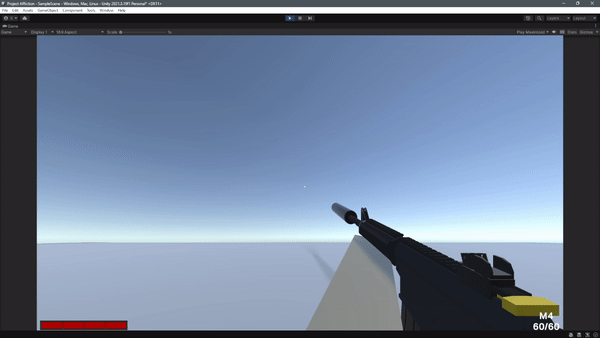 Project Affliction - SampleScene - Windows, Mac, Linux - Unity 2021.3.19f1 Personal* <DX11>
File Edit Assets GameObject Component Tools Window Help
Layers Layout
Game
Game Display 1 16:9 Aspect Scale 1x Play Maximized Stats Gizmos
M4
60/60